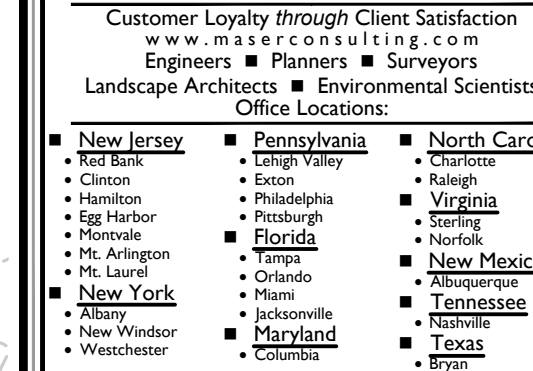 Customer Loyalty through Client Satisfaction
www.maserconsulting.com
Engineers ■ Planners ■ Surveyors
Landscape Architects ■ Environmental Scientists
Office Locations:
■ New Jersey
• Red Bank
• Clinton
• Hamilton
• Egg Harbor
• Montvale
• Mt. Arlington
• Mt. Laurel
■ New York
• Albany
• New Windsor
• Westchester
■ Pennsylvania
• Lehigh Valley
• Exton
• Philadelphia
• Pittsburgh
■ Florida
• Tampa
• Orlando
• Miami
• Jacksonville
■ Maryland
• Columbia
■ North Caro
• Charlotte
• Raleigh
■ Virginia
• Sterling
• Norfolk
■ New Mexic
• Albuquerque
■ Tennessee
• Nashville
■ Texas
• Bryan